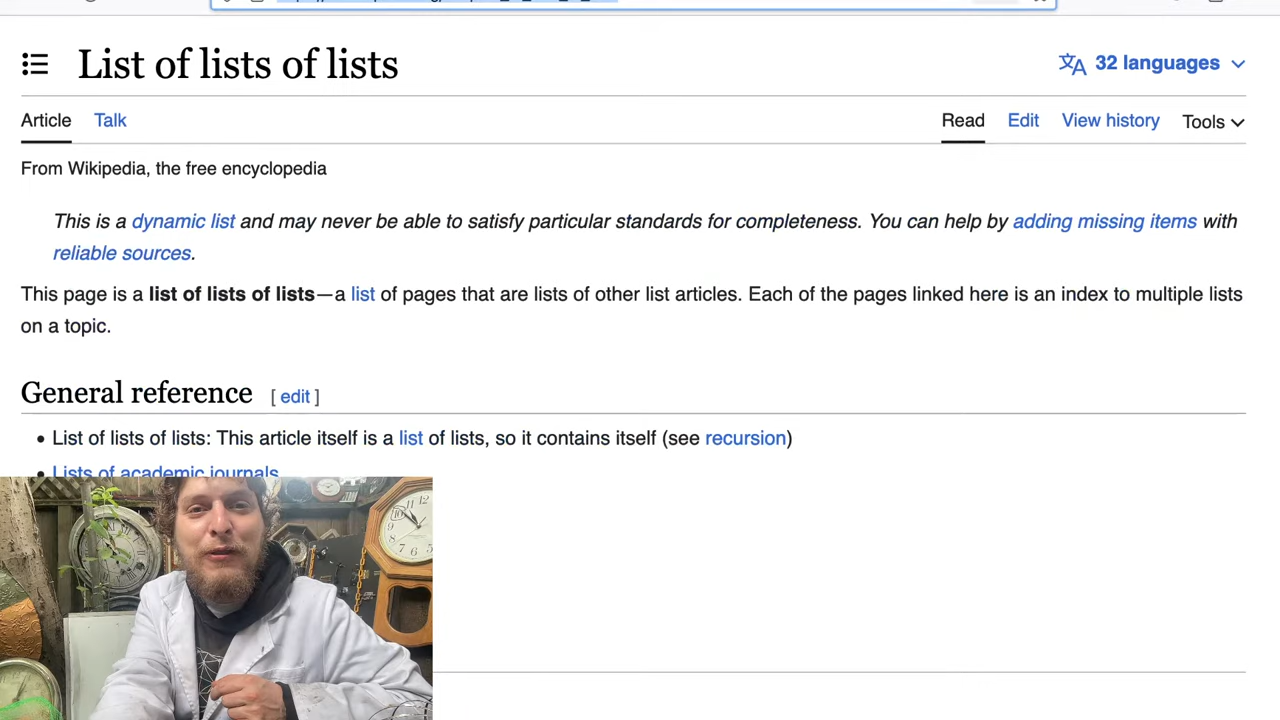 List of lists of lists
32 languages
Article Talk Read Edit View history Tools
From Wikipedia, the free encyclopedia
This is a dynamic list and may never be able to satisfy particular standards for completeness. You can help by adding missing items with
reliable sources.
This page is a list of lists of lists—a list of pages that are lists of other list articles. Each of the pages linked here is an index to multiple lists
on a topic.
General reference [ edit ]
• List of lists of lists: This article itself is a list of lists, so it contains itself (see recursion)
• Lists of academic journals